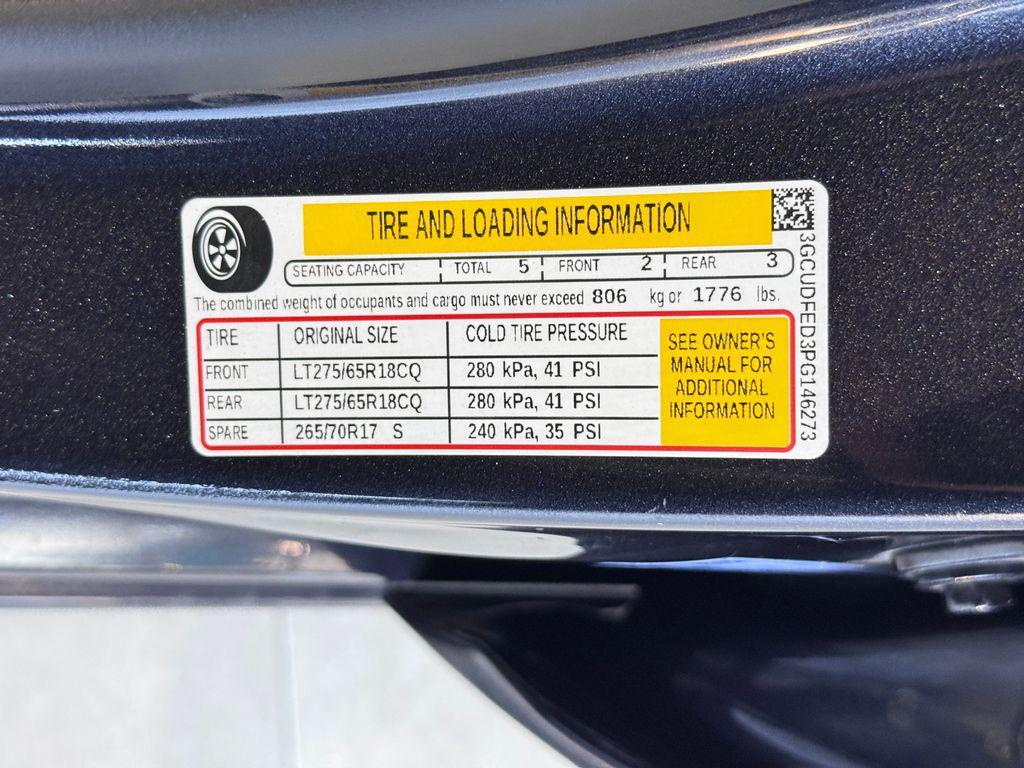 TIRE AND LOADING INFORMATION
SEATING CAPACITY TOTAL 5 FRONT 2 REAR 3
The combined weight of occupants and cargo must never exceed 806 kg or 1776 lbs.
TIRE ORIGINAL SIZE COLD TIRE PRESSURE
FRONT LT275/65R18CQ 280 kPa, 41 PSI
REAR LT275/65R18CQ 280 kPa, 41 PSI
SPARE 265/70R17 S 240 kPa, 35 PSI
SEE OWNER'S
MANUAL FOR
ADDITIONAL
INFORMATION
3GCUDFED3PG146273